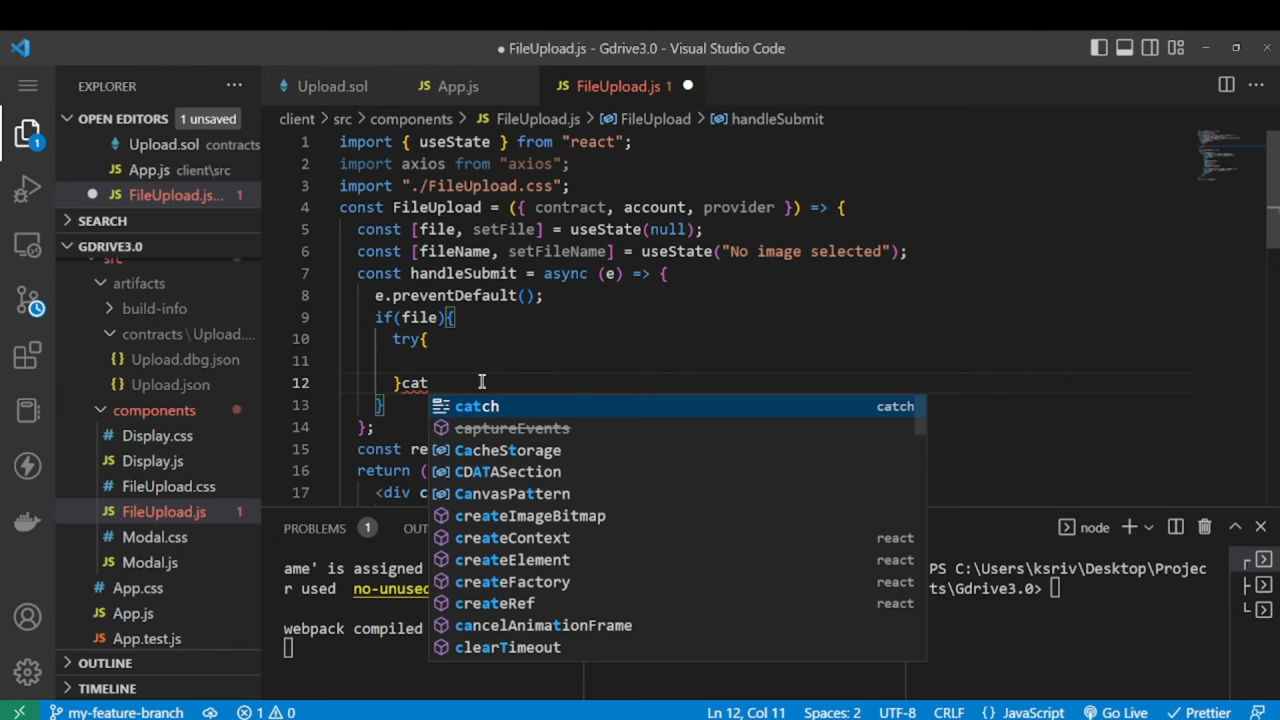 ● FileUpload.js - Gdrive3.0 - Visual Studio Code
EXPLORER
Upload.sol
App.js
FileUpload.js 1
OPEN EDITORS
1 unsaved
client > src > components > FileUpload.js > FileUpload > handleSubmit
Upload.sol contracts
App.js client\src
FileUpload.js... 1
SEARCH
GDRIVE3.0
src
artifacts
build-info
contracts \ Upload....
Upload.dbg.json
Upload.json
components
Display.css
Display.js
FileUpload.css
FileUpload.js 1
Modal.css
Modal.js
App.css
App.js
App.test.js
OUTLINE
TIMELINE
1 import { useState } from "react";
2 import axios from "axios";
3 import "./FileUpload.css";
4 const FileUpload = ({ contract, account, provider }) => {
5 const [file, setFile] = useState(null);
6 const [fileName, setFileName] = useState("No image selected");
7 const handleSubmit = async (e) => {
8 e.preventDefault();
9 if(file){
10 try{
11
12 }cat
13 }
14 };
15 const re
16 return (
17 <div c
catch catch
captureEvents
CacheStorage
CDATASection
CanvasPattern
createImageBitmap
createContext react
createElement react
createFactory react
createRef react
cancelAnimationFrame
clearTimeout
PROBLEMS 1 OUT
node
ame' is assigned
r used no-unused
webpack compiled
PS C:\Users\ksriv\Desktop\Projec
ts\Gdrive3.0>
1
my-feature-branch
1 0
Ln 12, Col 11
Spaces: 2
UTF-8
CRLF
{} JavaScript
Go Live
Prettier